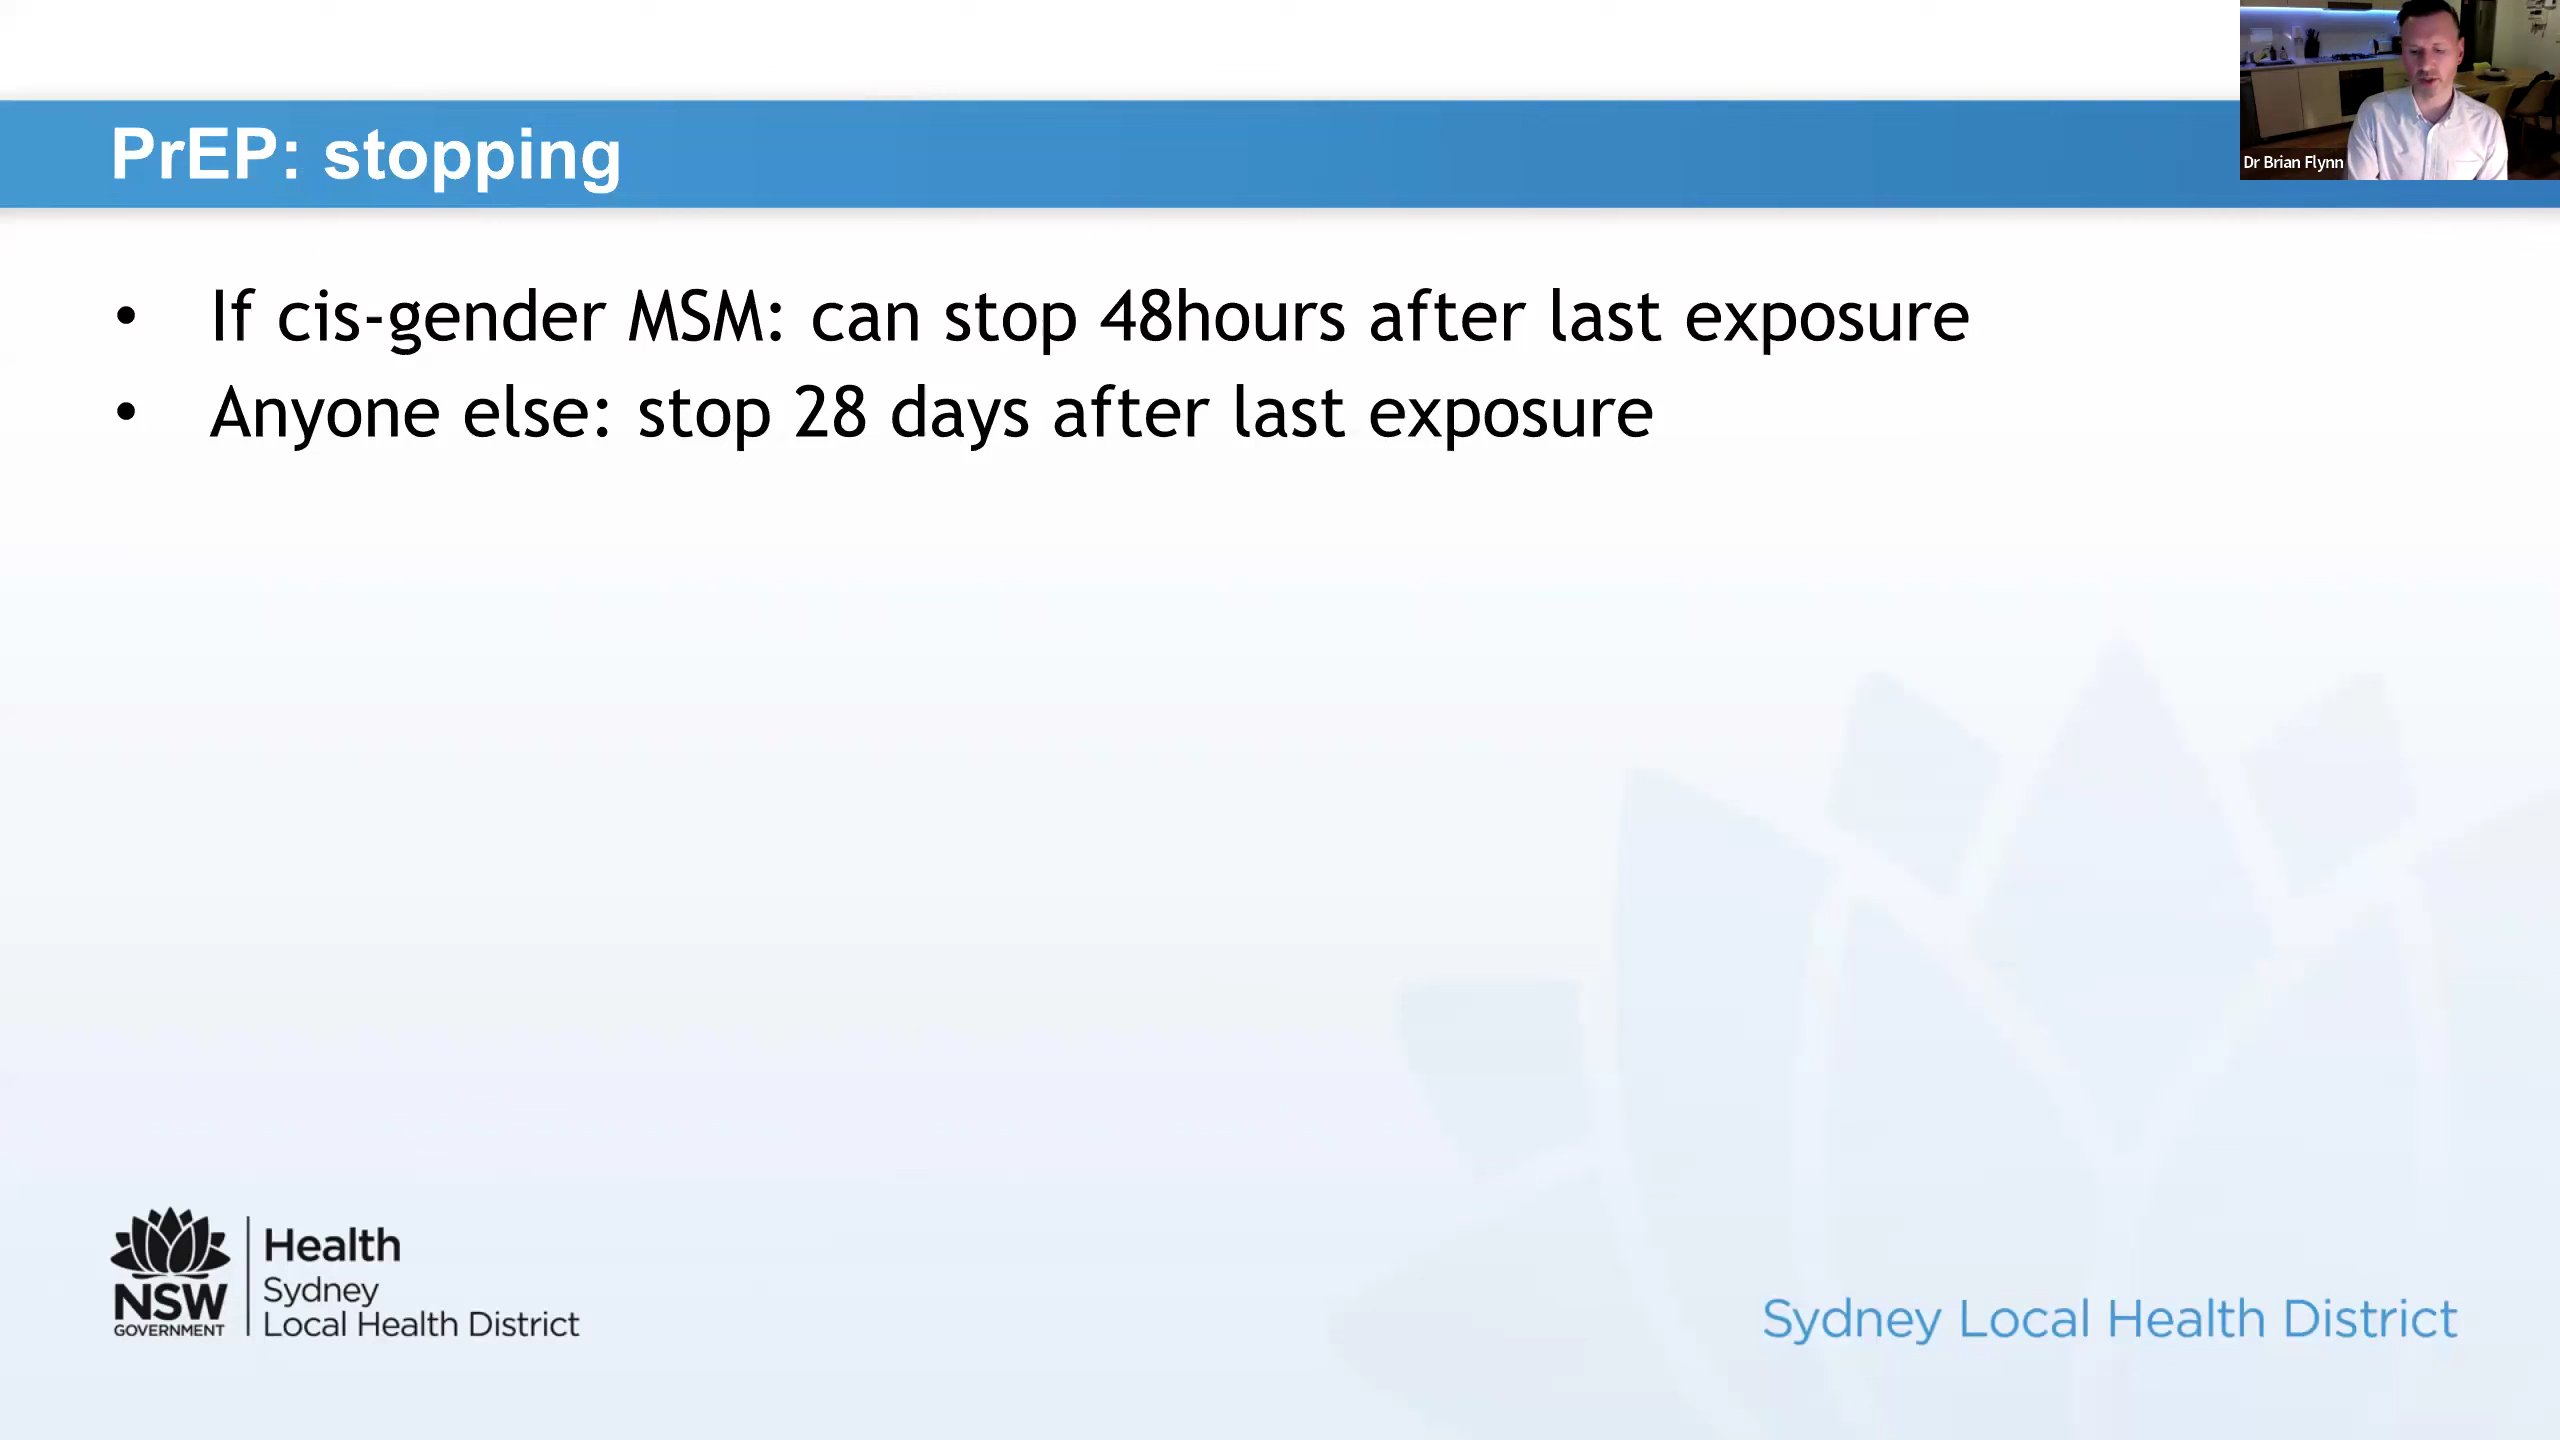 PrEP: stopping
Dr Brian Flynn
• If cis-gender MSM: can stop 48hours after last exposure
• Anyone else: stop 28 days after last exposure
Health
Sydney
Local Health District
NSW
GOVERNMENT
Sydney Local Health District